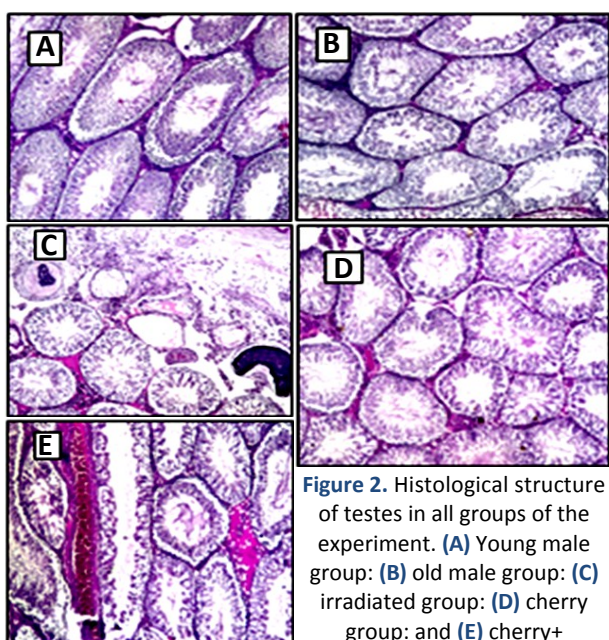 A
B
C
D
E
Figure 2. Histological structure
of testes in all groups of the
experiment. (A) Young male
group: (B) old male group: (C)
irradiated group: (D) cherry
group: and (E) cherry+